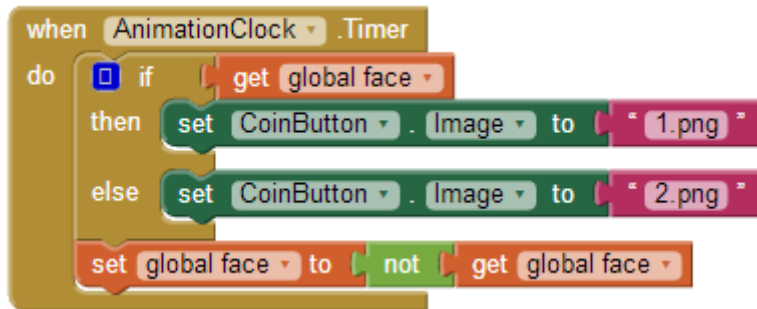 when AnimationClock .Timer
do if get global face
then set CoinButton . Image to " 1.png "
else set CoinButton . Image to " 2.png "
set global face to not get global face